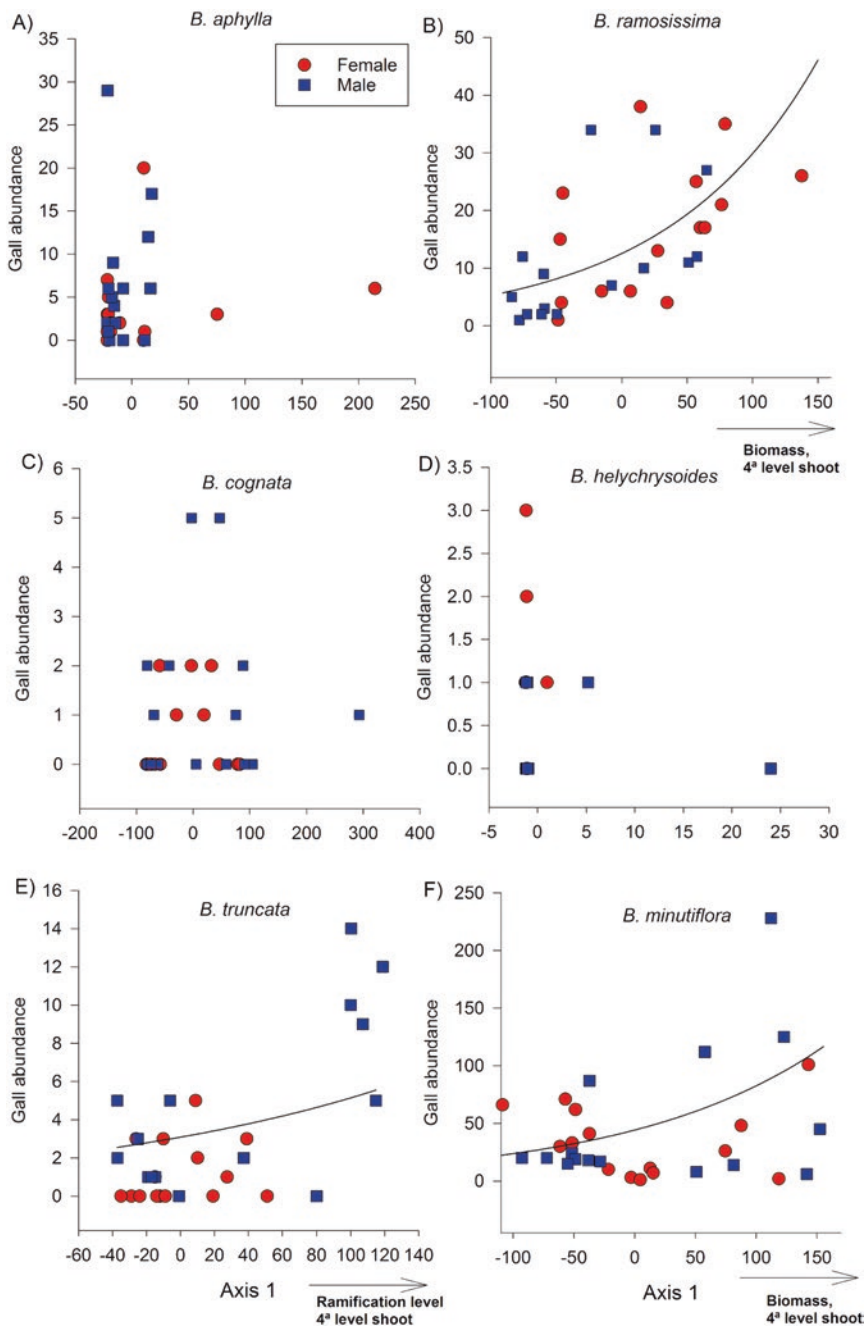 A)
B. aphylla
Female
Male
Gall abundance
35
30
25
20
15
10
5
0
-50 0 50 100 150 200 250
B)
B. ramosissima
Gall abundance
50
40
30
20
10
0
-100 -50 0 50 100 150
Biomass,
4ª level shoot
C)
B. cognata
Gall abundance
6
5
4
3
2
1
0
-200 -100 0 100 200 300 400
D)
B. helychrysoides
Gall abundance
3.5
3.0
2.5
2.0
1.5
1.0
0.5
0.0
-5 0 5 10 15 20 25 30
E)
B. truncata
Gall abundance
16
14
12
10
8
6
4
2
0
-60 -40 -20 0 20 40 60 80 100 120 140
Axis 1
Ramification level
4ª level shoot
F)
B. minutiflora
Gall abundance
250
200
150
100
50
0
-100 -50 0 50 100 150
Axis 1
Biomass,
4ª level shoot